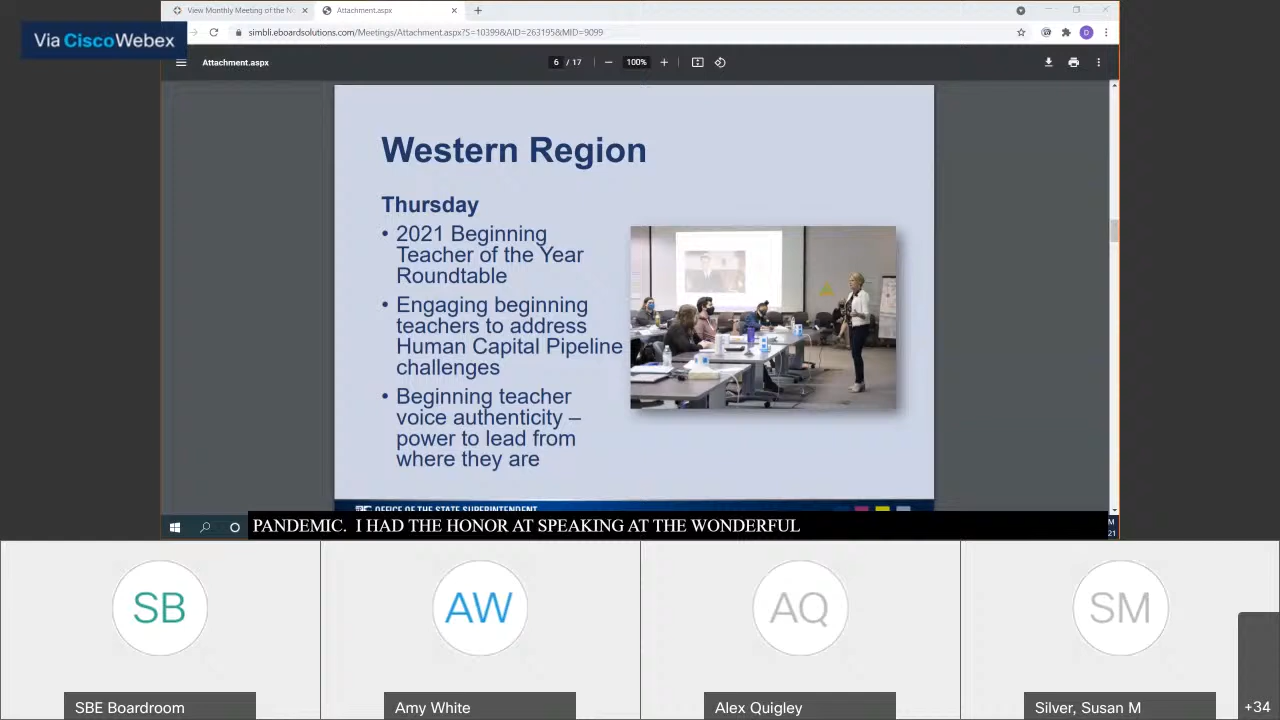 View Monthly Meeting of the N
Attachment.aspx
Via Cisco Webex
simbli.eboardsolutions.com/Meetings/Attachment.aspx?S=10399&AID=263195&MID=9099
D
Attachment.aspx
6 / 17
100%
Western Region
Thursday
• 2021 Beginning
Teacher of the Year
Roundtable
• Engaging beginning
teachers to address
Human Capital Pipeline
challenges
• Beginning teacher
voice authenticity –
power to lead from
where they are
OFFICE OF THE STATE SUPERINTENDENT
PANDEMIC. I HAD THE HONOR AT SPEAKING AT THE WONDERFUL
M
21
SB
AW
AQ
SM
SBE Boardroom
Amy White
Alex Quigley
Silver, Susan M
+34